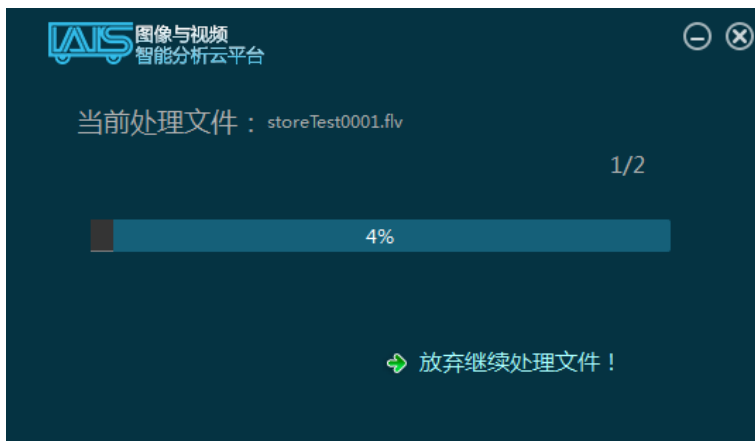 IAIS 图像与视频
智能分析云平台
当前处理文件：storeTest0001.flv
1/2
4%
放弃继续处理文件！